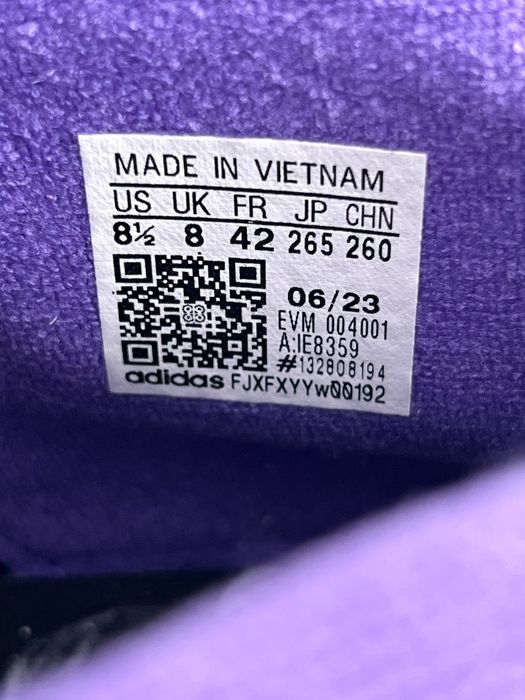 MADE IN VIETNAM
US UK FR JP CHN
8½ 8 42 265 260
06/23
EVM 004001
A:IE8359
#132808194
adidas FJXFXYYw00192